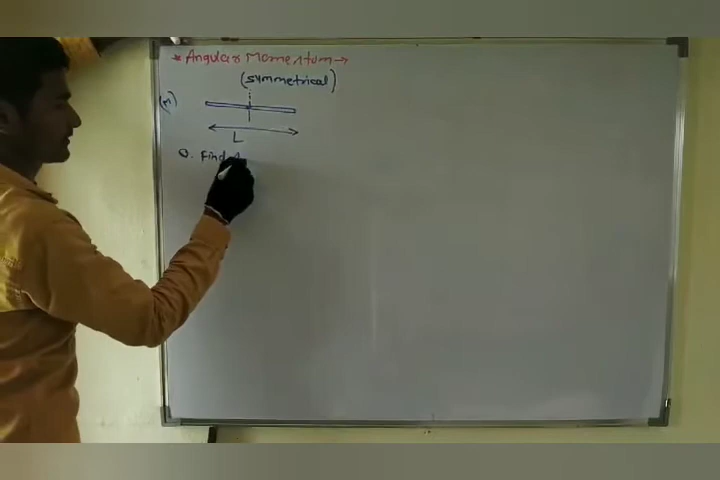 * Angular Momentum →
(symmetrical)
L
Q. Find